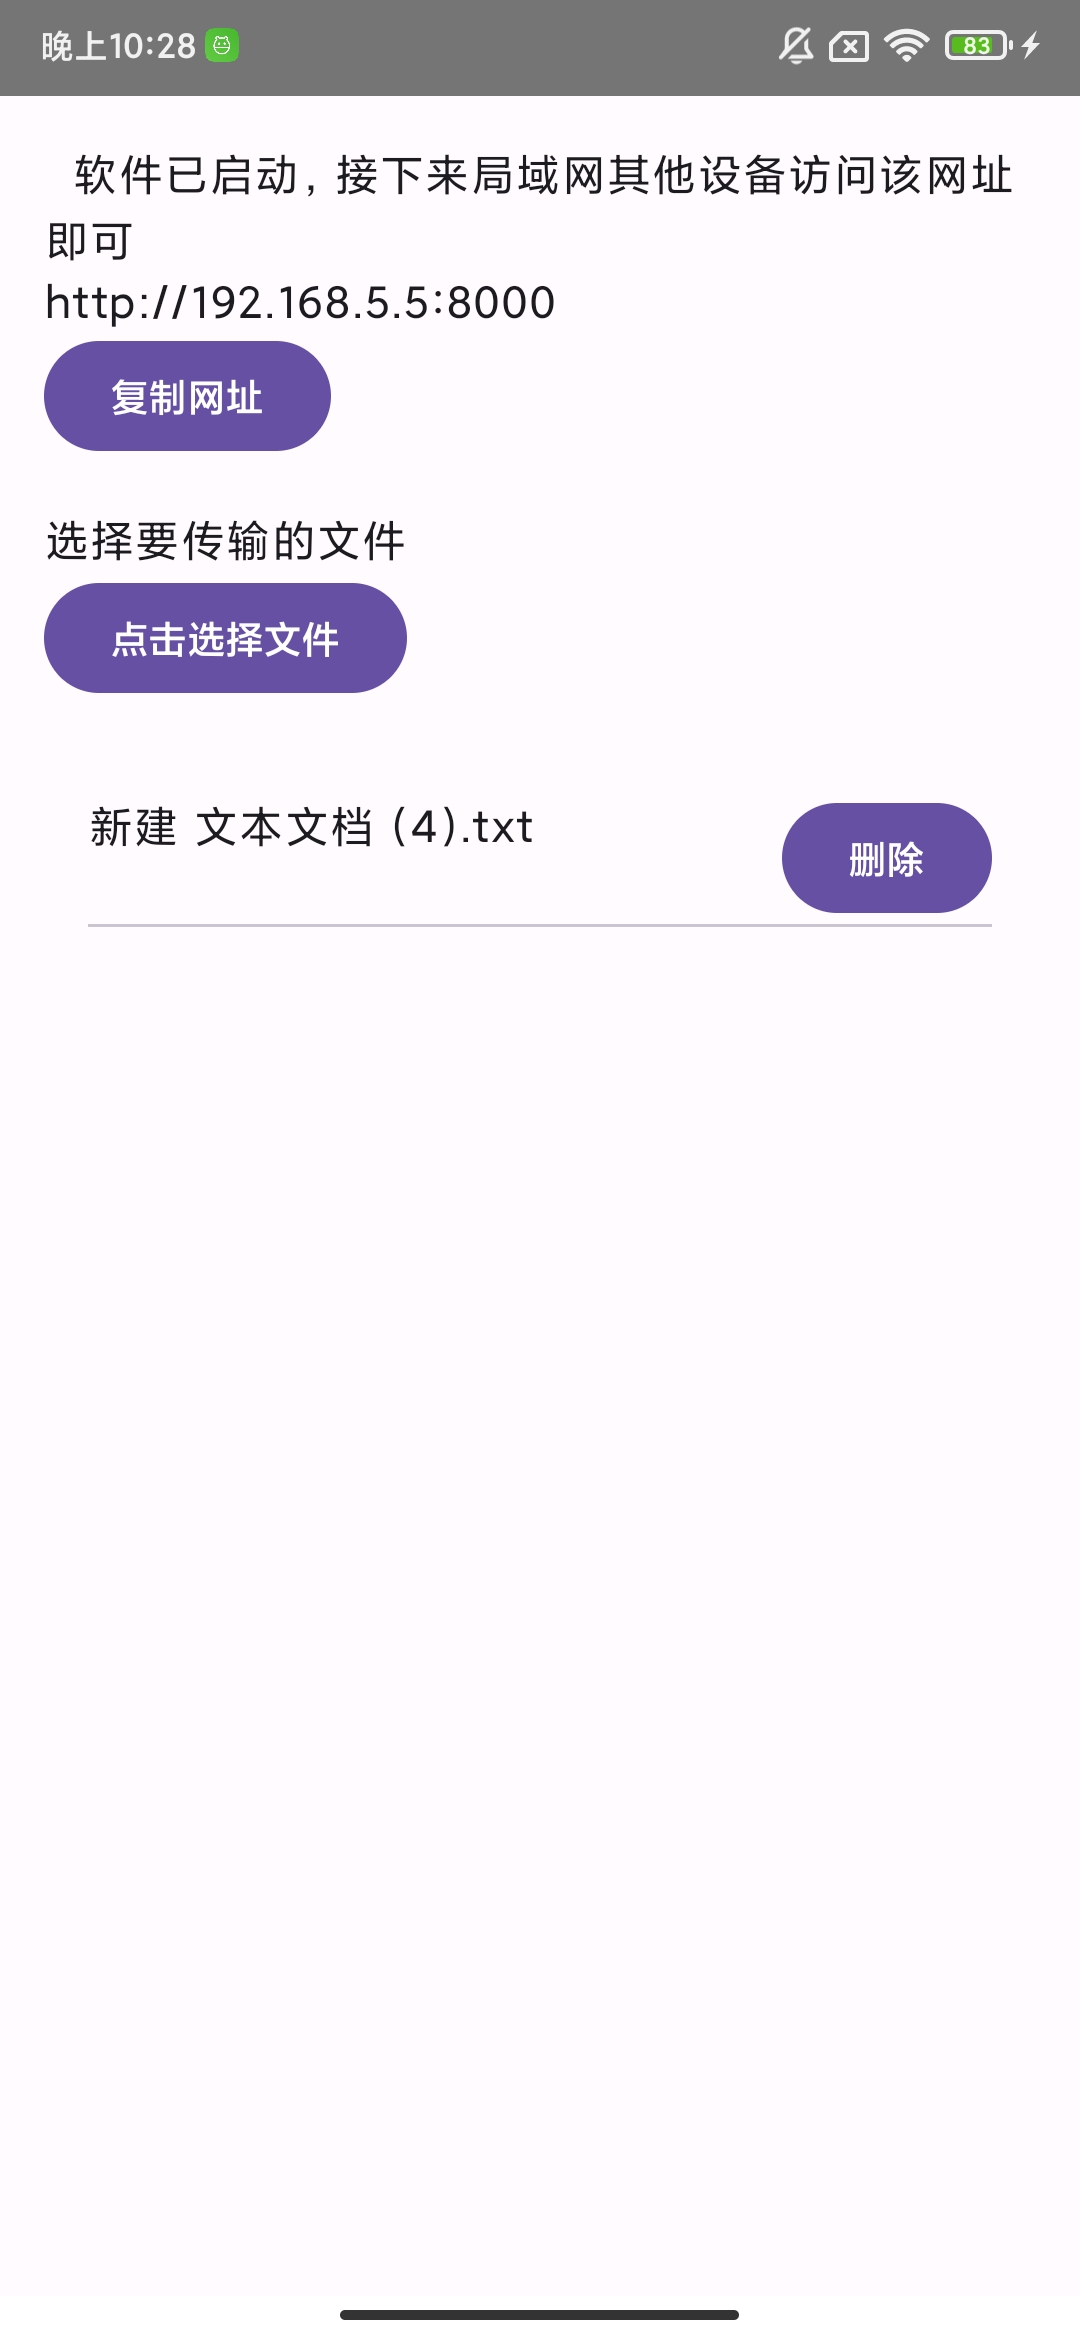 晚上10:28
83
软件已启动，接下来局域网其他设备访问该网址
即可
http://192.168.5.5:8000
复制网址
选择要传输的文件
点击选择文件
新建 文本文档 (4).txt
删除